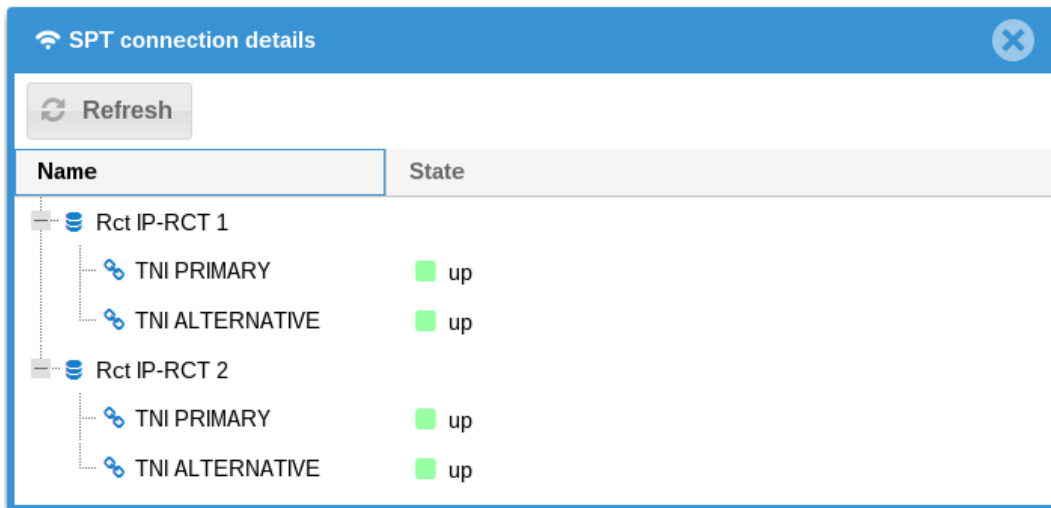 SPT connection details
Refresh
Name State
Rct IP-RCT 1
TNI PRIMARY up
TNI ALTERNATIVE up
Rct IP-RCT 2
TNI PRIMARY up
TNI ALTERNATIVE up